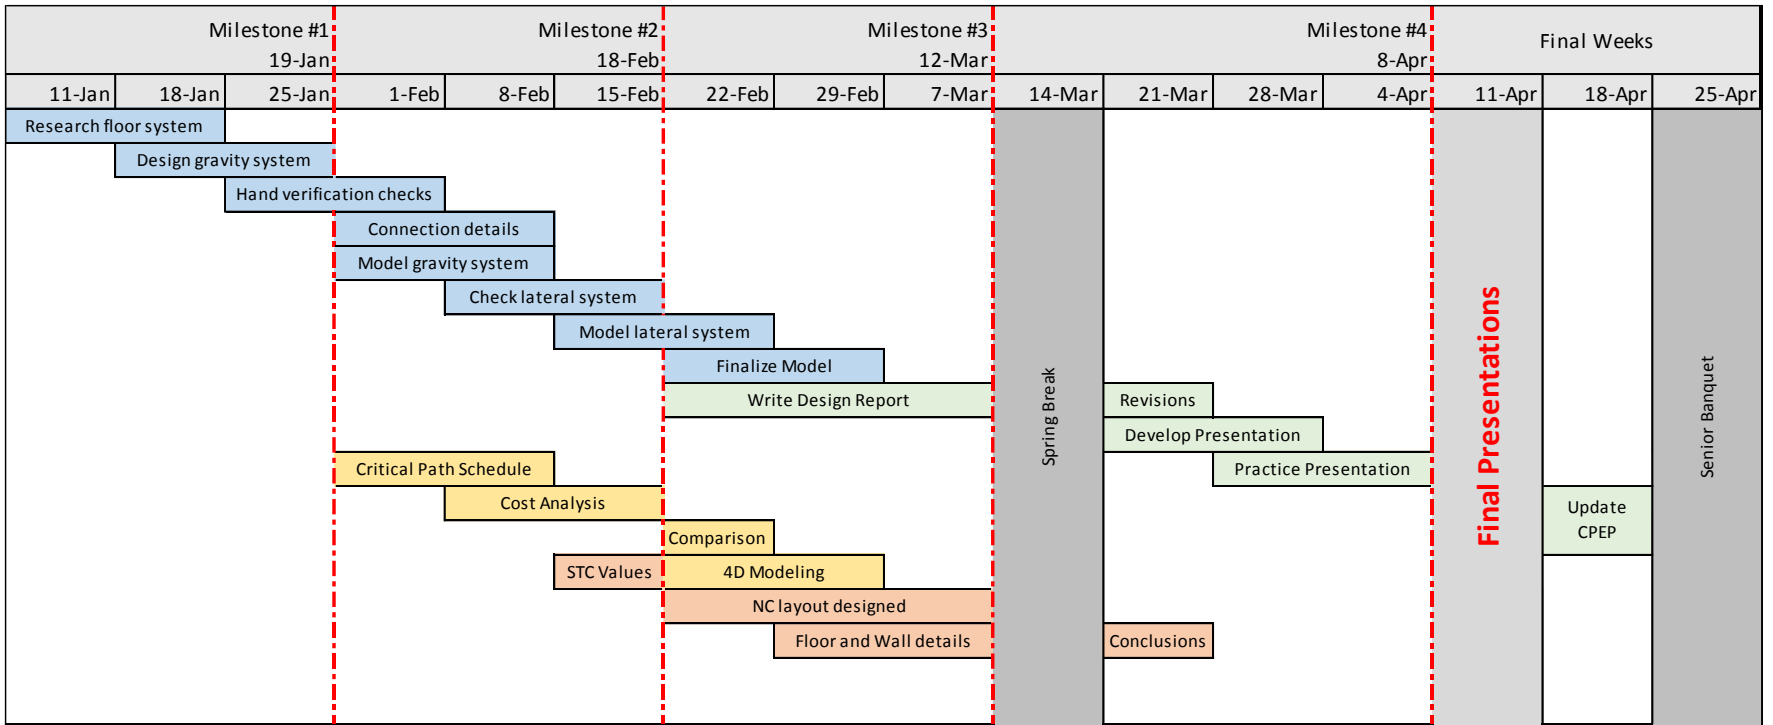 Milestone #1
19-Jan
Milestone #2
18-Feb
Milestone #3
12-Mar
Milestone #4
8-Apr
Final Weeks
11-Jan
18-Jan
25-Jan
1-Feb
8-Feb
15-Feb
22-Feb
29-Feb
7-Mar
14-Mar
21-Mar
28-Mar
4-Apr
11-Apr
18-Apr
25-Apr
Research floor system
Design gravity system
Hand verification checks
Connection details
Model gravity system
Check lateral system
Model lateral system
Finalize Model
Write Design Report
Revisions
Develop Presentation
Critical Path Schedule
Practice Presentation
Cost Analysis
Comparison
STC Values
4D Modeling
NC layout designed
Floor and Wall details
Conclusions
Spring Break
Final Presentations
Update
CPEP
Senior Banquet